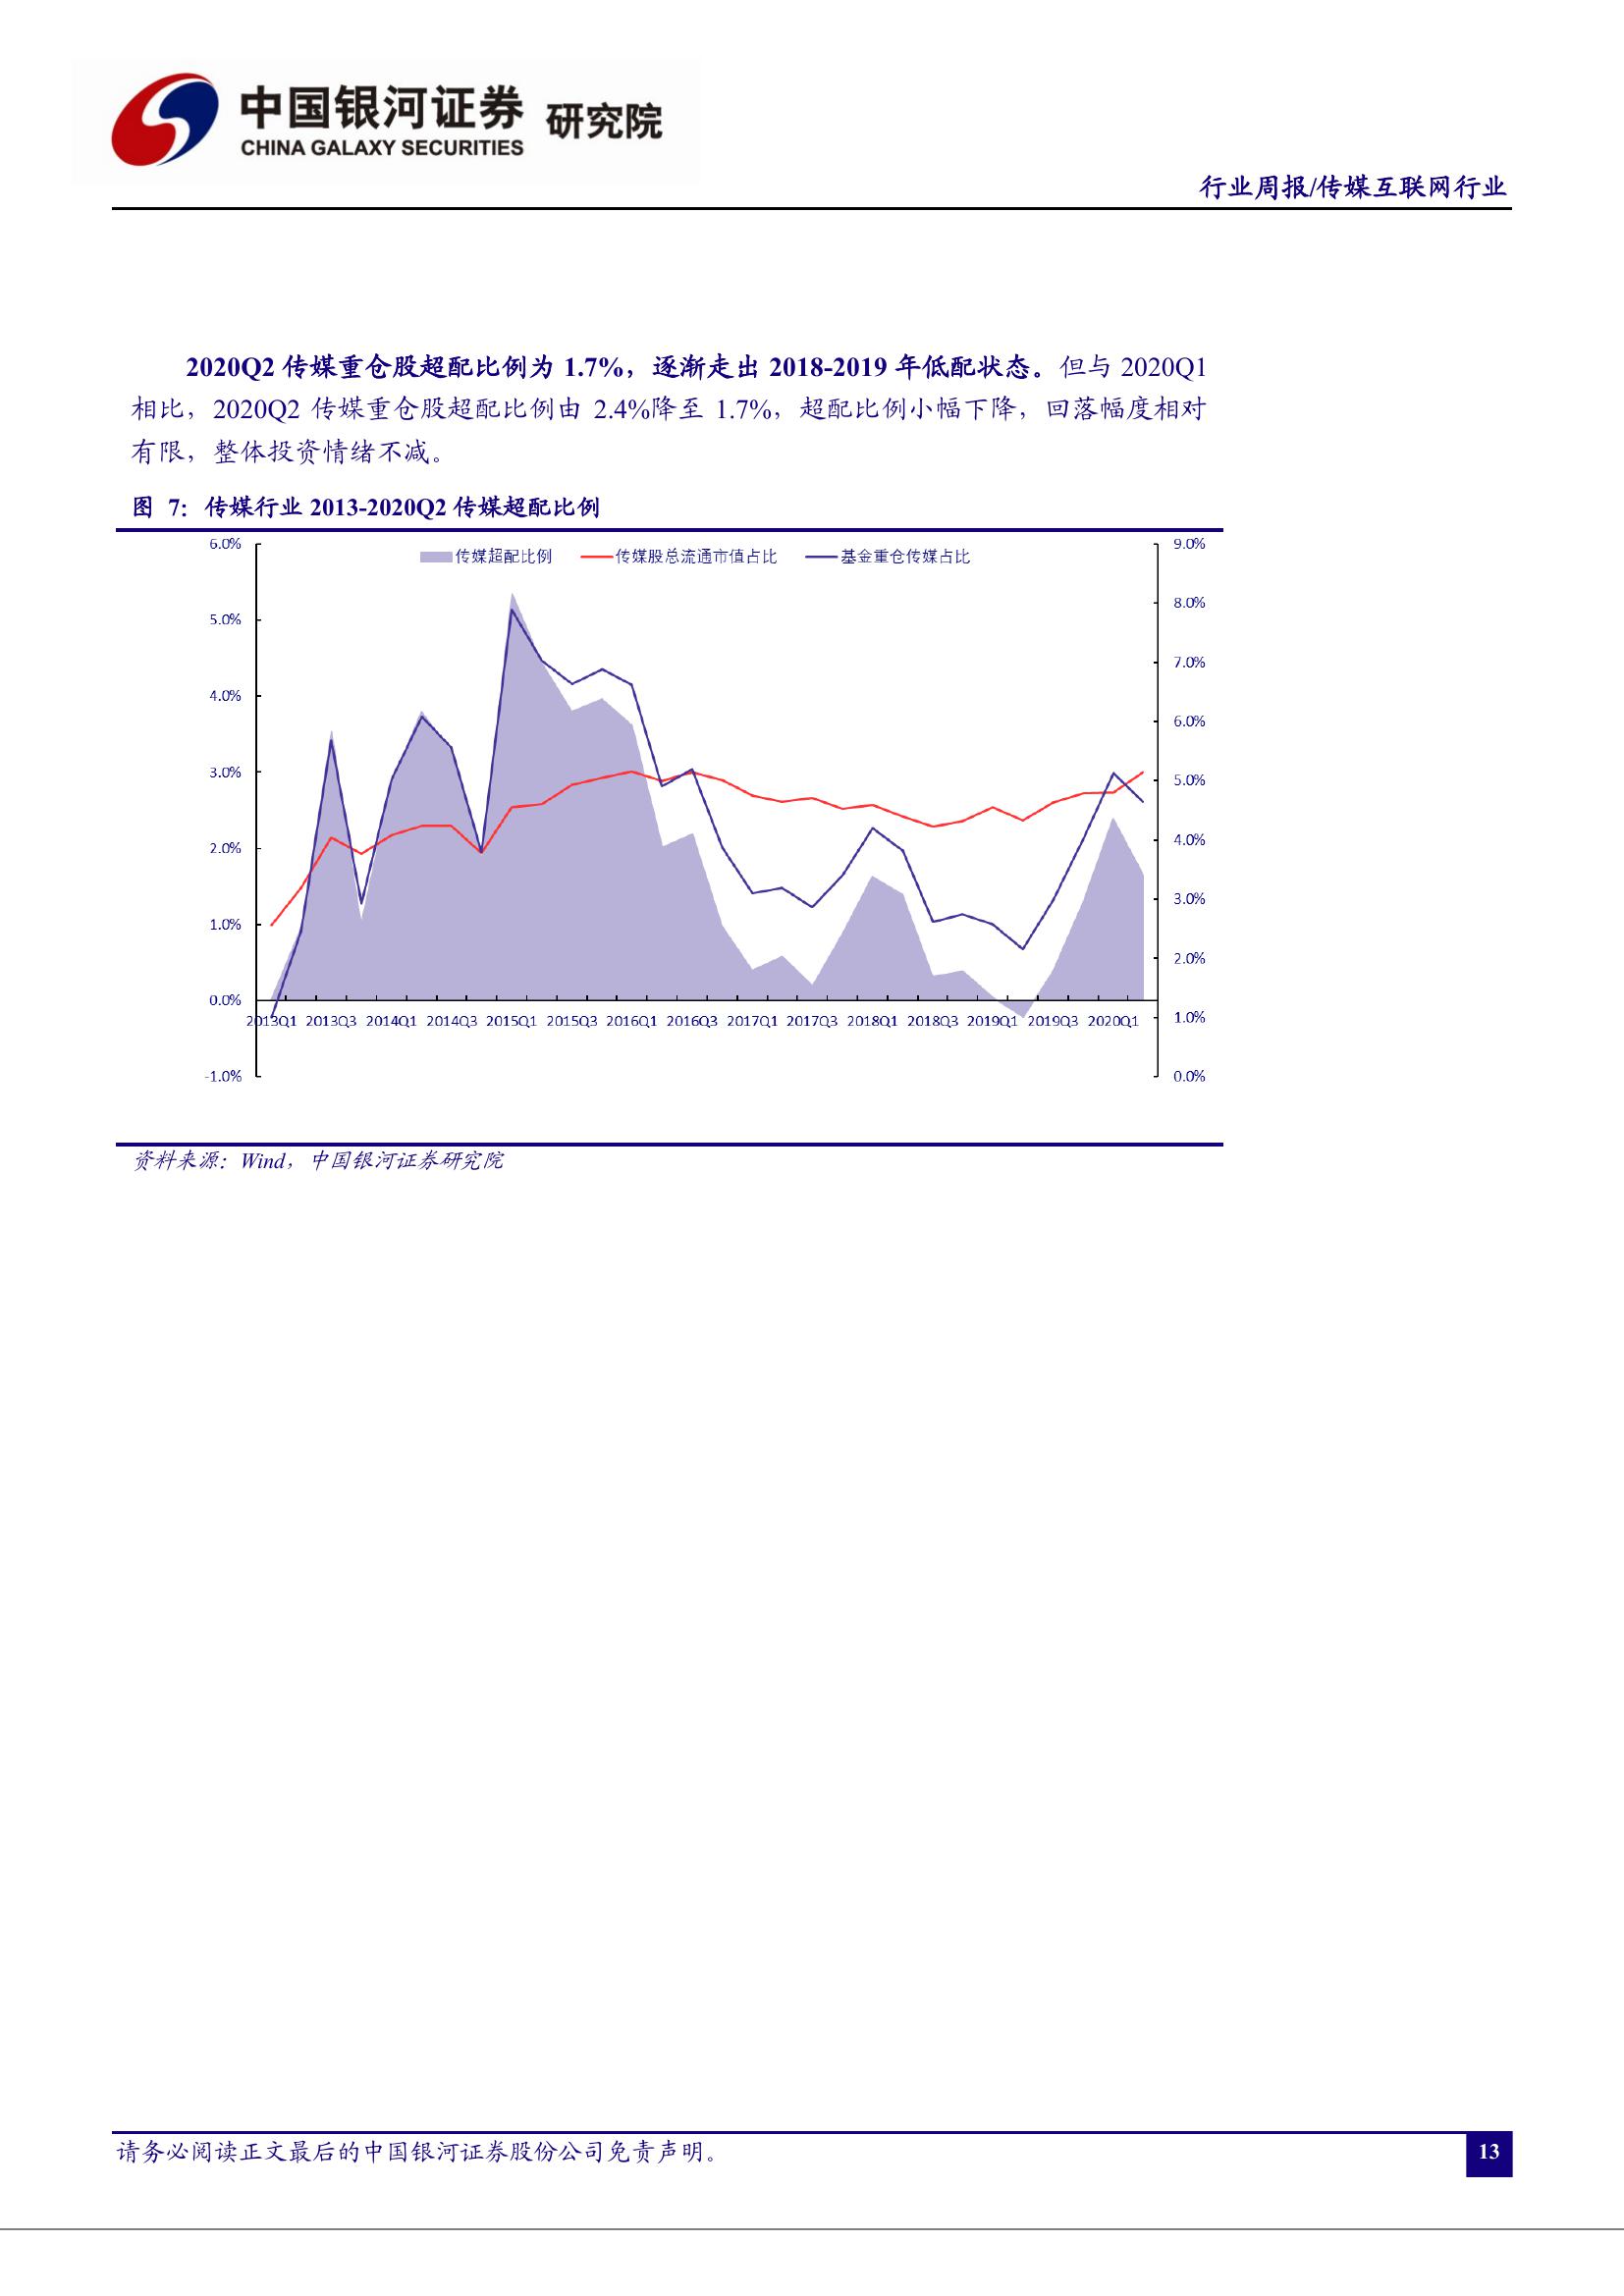 中国银河证券 研究院
CHINA GALAXY SECURITIES
行业周报/传媒互联网行业
2020Q2 传媒重仓股超配比例为 1.7%，逐渐走出 2018-2019 年低配状态。但与 2020Q1
相比，2020Q2 传媒重仓股超配比例由 2.4%降至 1.7%，超配比例小幅下降，回落幅度相对
有限，整体投资情绪不减。
图 7：传媒行业 2013-2020Q2 传媒超配比例
传媒超配比例 传媒股总流通市值占比 基金重仓传媒占比
6.0%
5.0%
4.0%
3.0%
2.0%
1.0%
0.0%
-1.0%
9.0%
8.0%
7.0%
6.0%
5.0%
4.0%
3.0%
2.0%
1.0%
0.0%
2013Q1 2013Q3 2014Q1 2014Q3 2015Q1 2015Q3 2016Q1 2016Q3 2017Q1 2017Q3 2018Q1 2018Q3 2019Q1 2019Q3 2020Q1
资料来源：Wind，中国银河证券研究院
请务必阅读正文最后的中国银河证券股份公司免责声明。
13